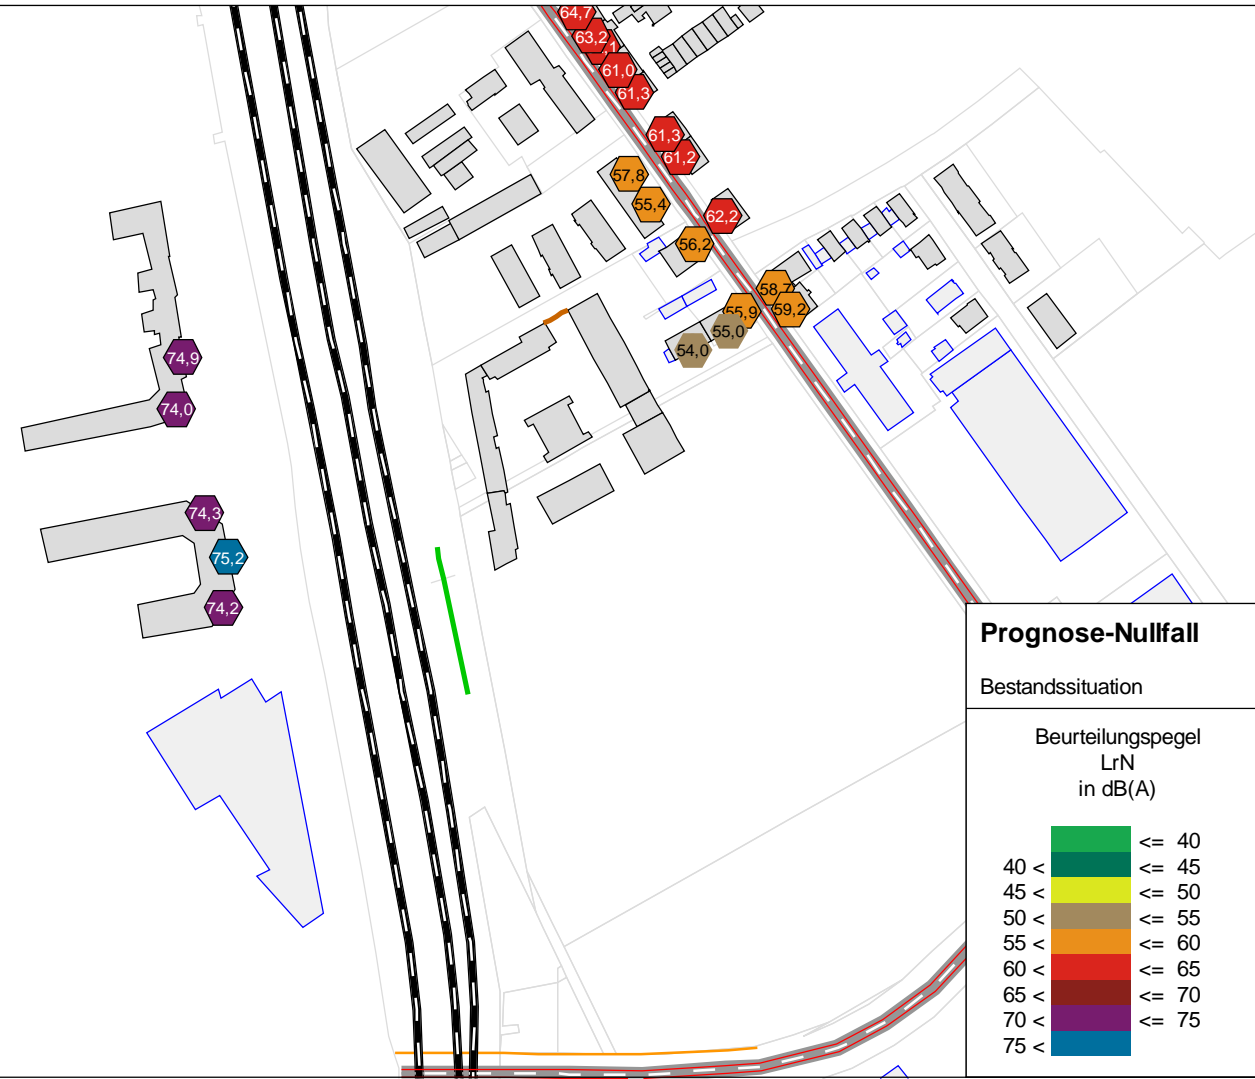 64,7
63,2
61,0
61,3
61,3
61,2
57,8
55,4
62,2
56,2
58,7
59,2
55,9
55,0
54,0
74,9
74,0
74,3
75,2
74,2
Prognose-Nullfall
Bestandssituation
Beurteilungspegel
LrN
in dB(A)
<= 40
40 < <= 45
45 < <= 50
50 < <= 55
55 < <= 60
60 < <= 65
65 < <= 70
70 < <= 75
75 <